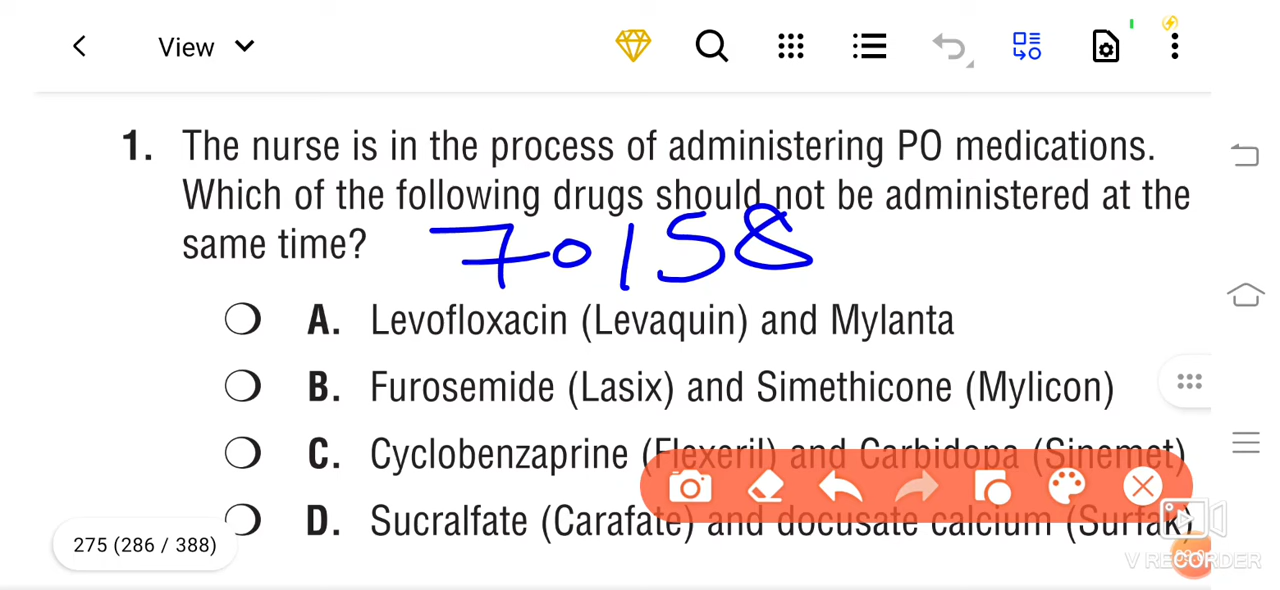 View
1. The nurse is in the process of administering PO medications.
Which of the following drugs should not be administered at the
same time?
70158
A. Levofloxacin (Levaquin) and Mylanta
B. Furosemide (Lasix) and Simethicone (Mylicon)
C. Cyclobenzaprine (Flexeril) and Carbidopa (Sinemet)
D. Sucralfate (Carafate) and docusate calcium (Surfak)
275 (286 / 388)
V RECORDER